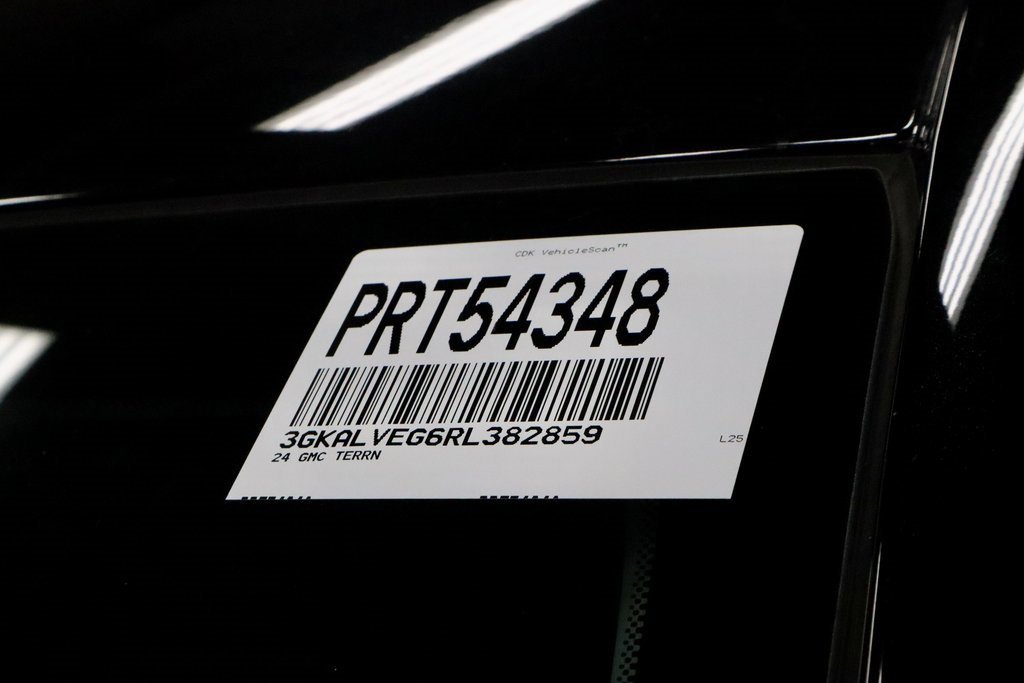 CDK VehicleScan™
PRT54348
3GKALVEG6RL382859
24 GMC TERRN
L25